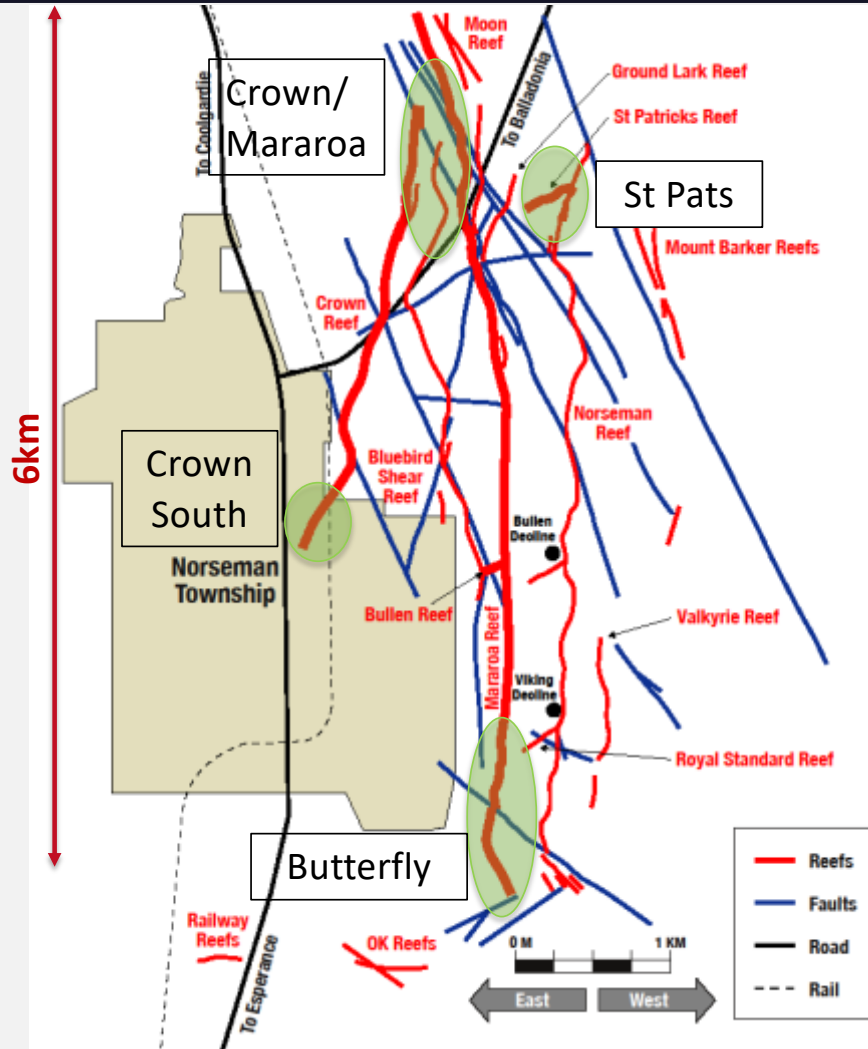 Moon
Reef
To Coolgardie
Crown/
Mararoa
To Balladonia
Ground Lark Reef
St Patricks Reef
St Pats
Mount Barker Reefs
Crown
Reef
6km
Norseman
Reef
Crown
South
Bluebird
Shear
Reef
Bullen
Decline
Norseman
Township
Bullen Reef
Mararoa Reef
Valkyrie Reef
Viking
Decline
Royal Standard Reef
Butterfly
Reefs
Faults
Road
Rail
Railway
Reefs
OK Reefs
0 M
1 KM
To Esperance
East
West